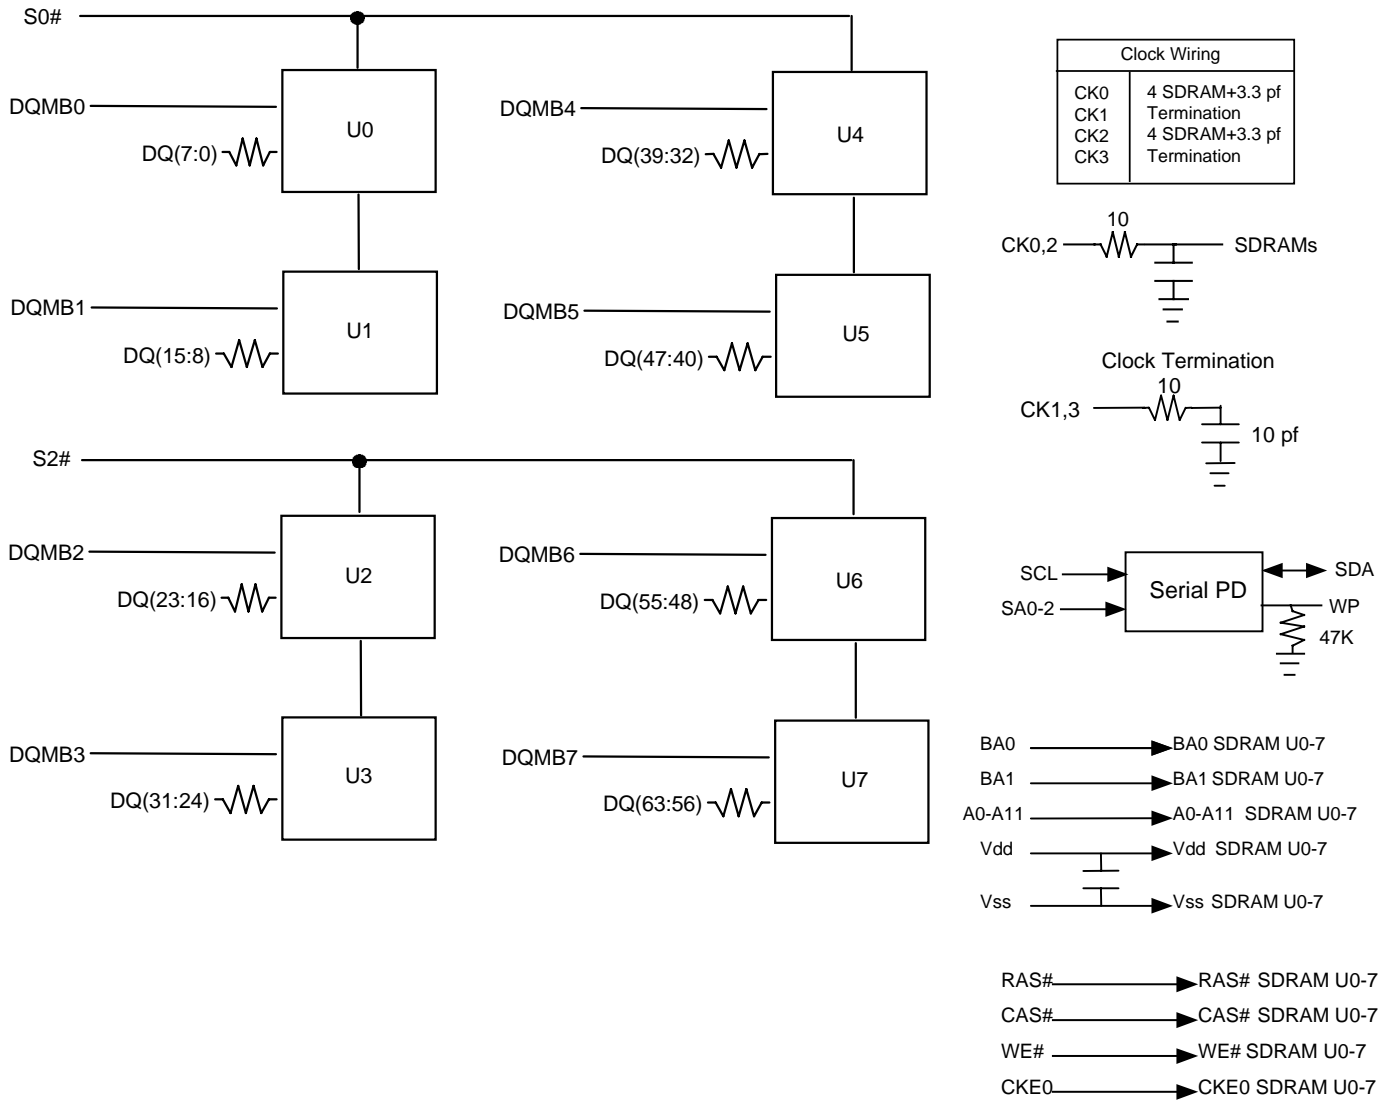 S0#
DQMB0
U0
DQ(7:0)
DQMB4
U4
DQ(39:32)
DQMB1
U1
DQ(15:8)
DQMB5
U5
DQ(47:40)
S2#
DQMB2
U2
DQ(23:16)
DQMB6
U6
DQ(55:48)
DQMB3
U3
DQ(31:24)
DQMB7
U7
DQ(63:56)
Clock Wiring
CK0 4 SDRAM+3.3 pf
CK1 Termination
CK2 4 SDRAM+3.3 pf
CK3 Termination
10
CK0,2 SDRAMs
Clock Termination
10
CK1,3
10 pf
SCL
SA0-2
Serial PD
SDA
WP
47K
BA0 BA0 SDRAM U0-7
BA1 BA1 SDRAM U0-7
A0-A11 A0-A11 SDRAM U0-7
Vdd Vdd SDRAM U0-7
Vss Vss SDRAM U0-7
RAS# RAS# SDRAM U0-7
CAS# CAS# SDRAM U0-7
WE# WE# SDRAM U0-7
CKE0 CKE0 SDRAM U0-7